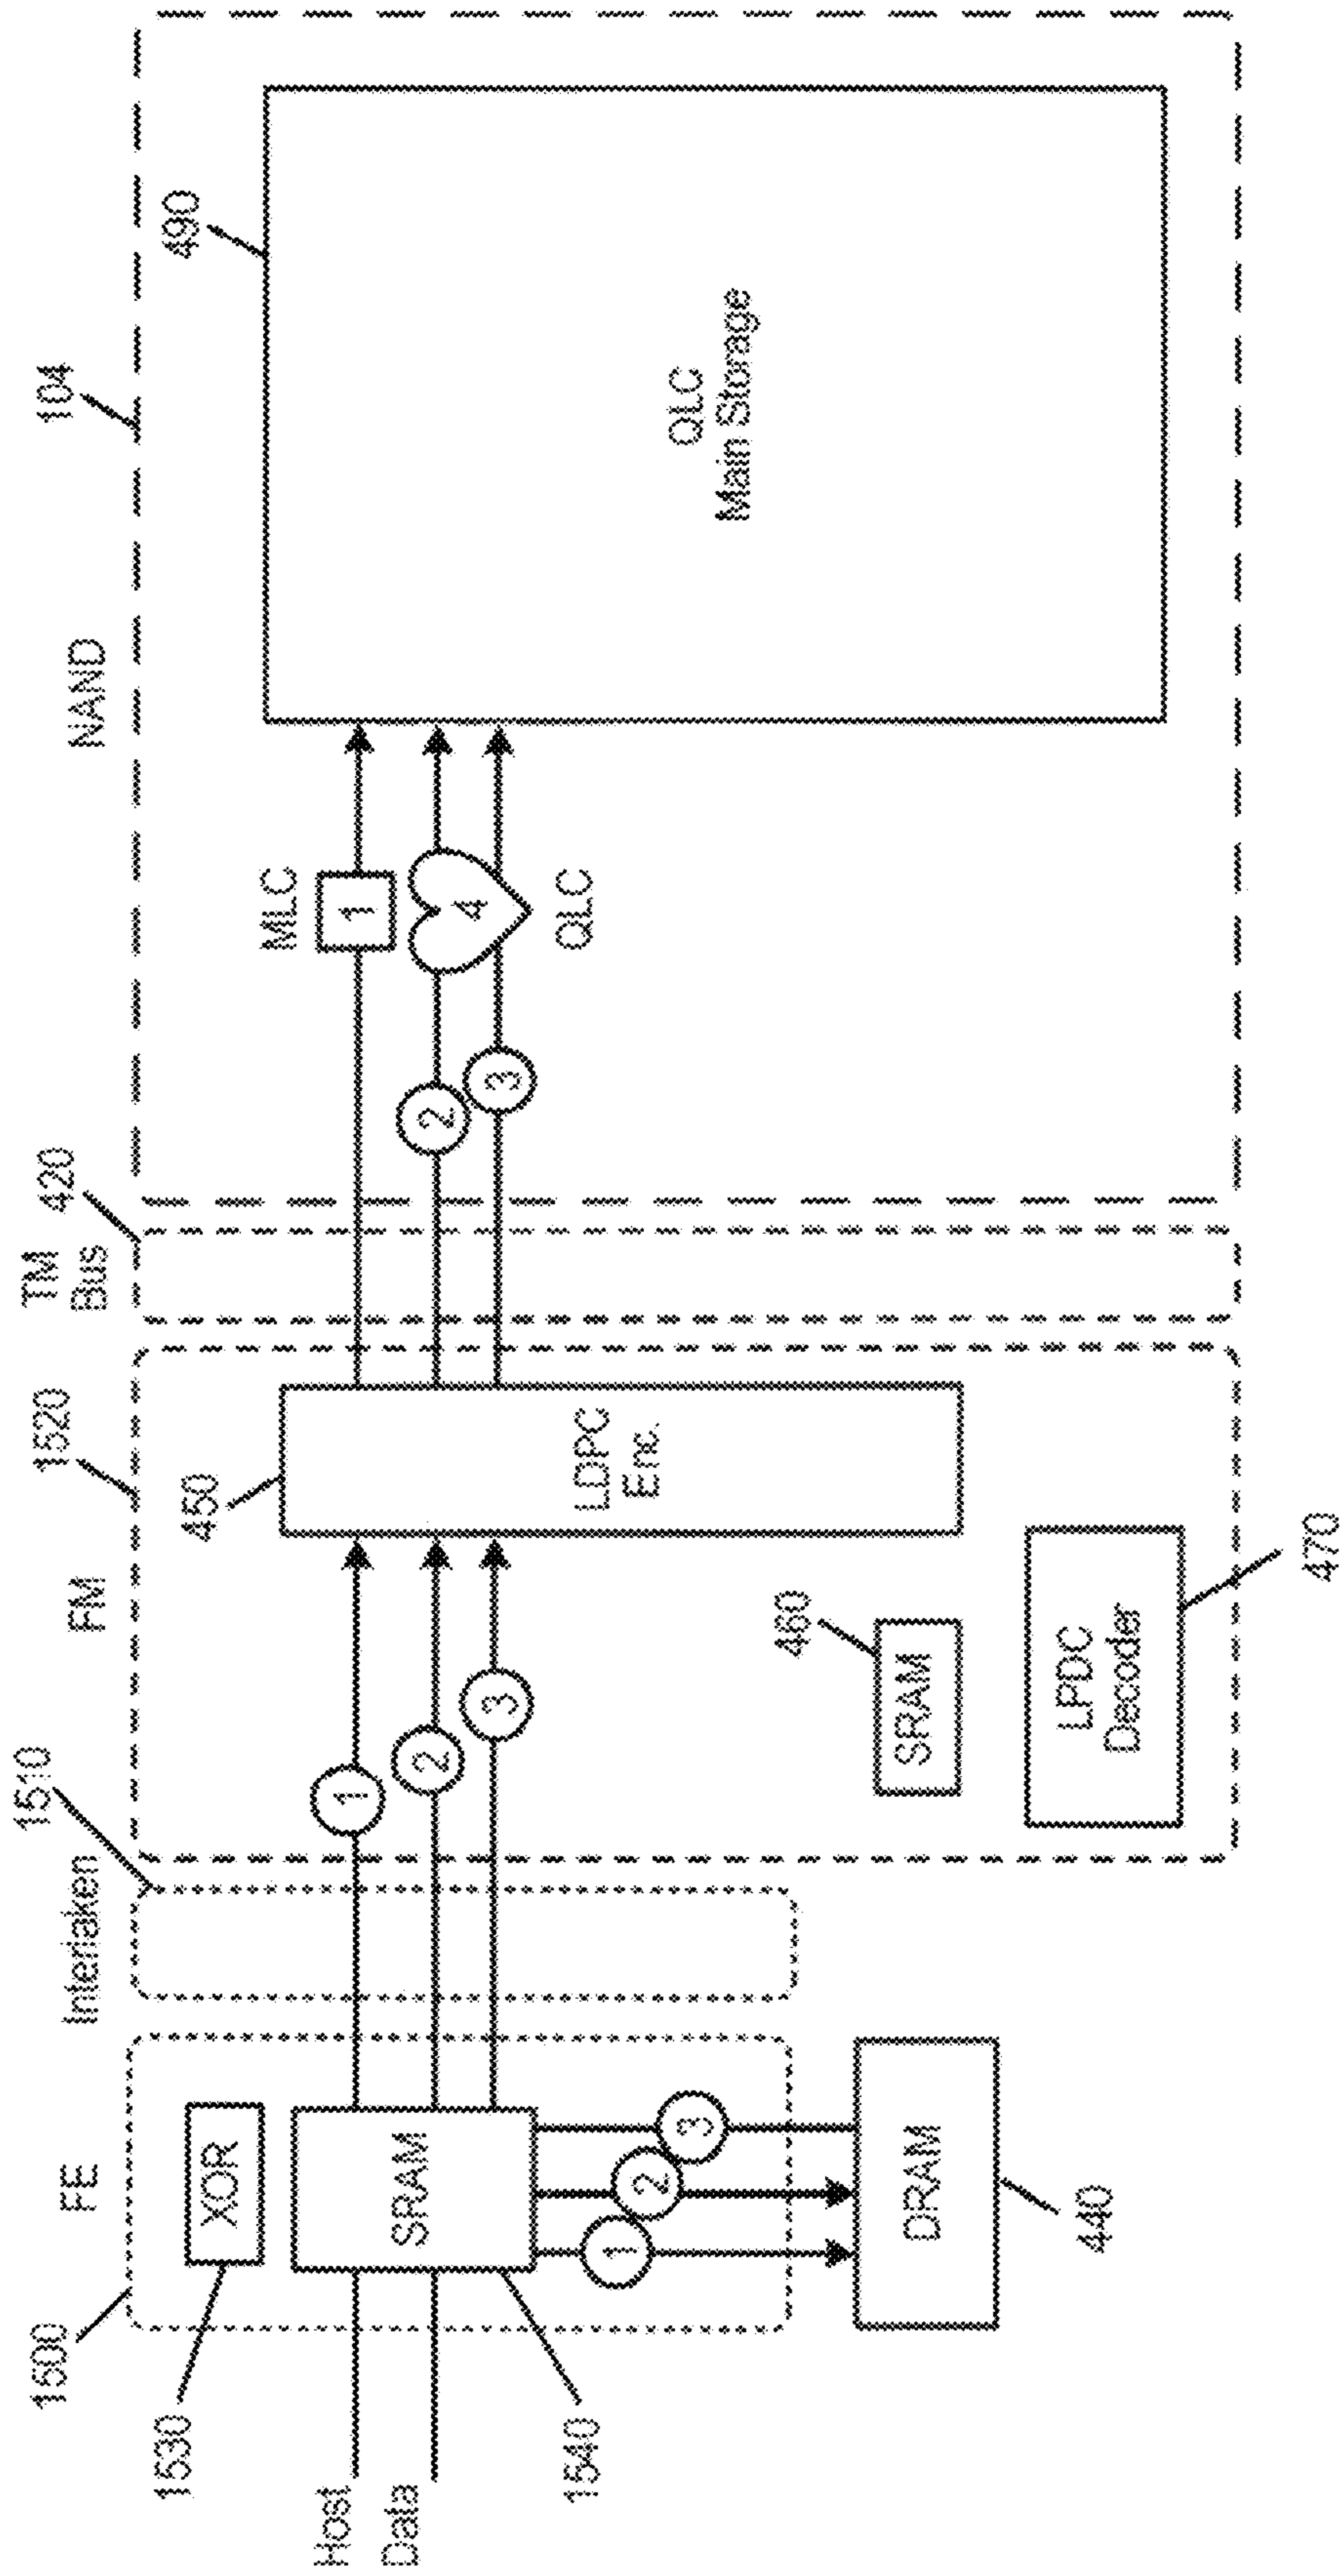 1500
FE
Interlaken
1510
FM
1520
TM
Bus
420
NAND
104
1530
XOR
450
490
Host
Data
SRAM
1540
1
2
3
1
2
3
LDPC
Enc.
2
3
MLC
1
4
QLC
QLC
Main Storage
DRAM
440
460
SRAM
LPDC
Decoder
470